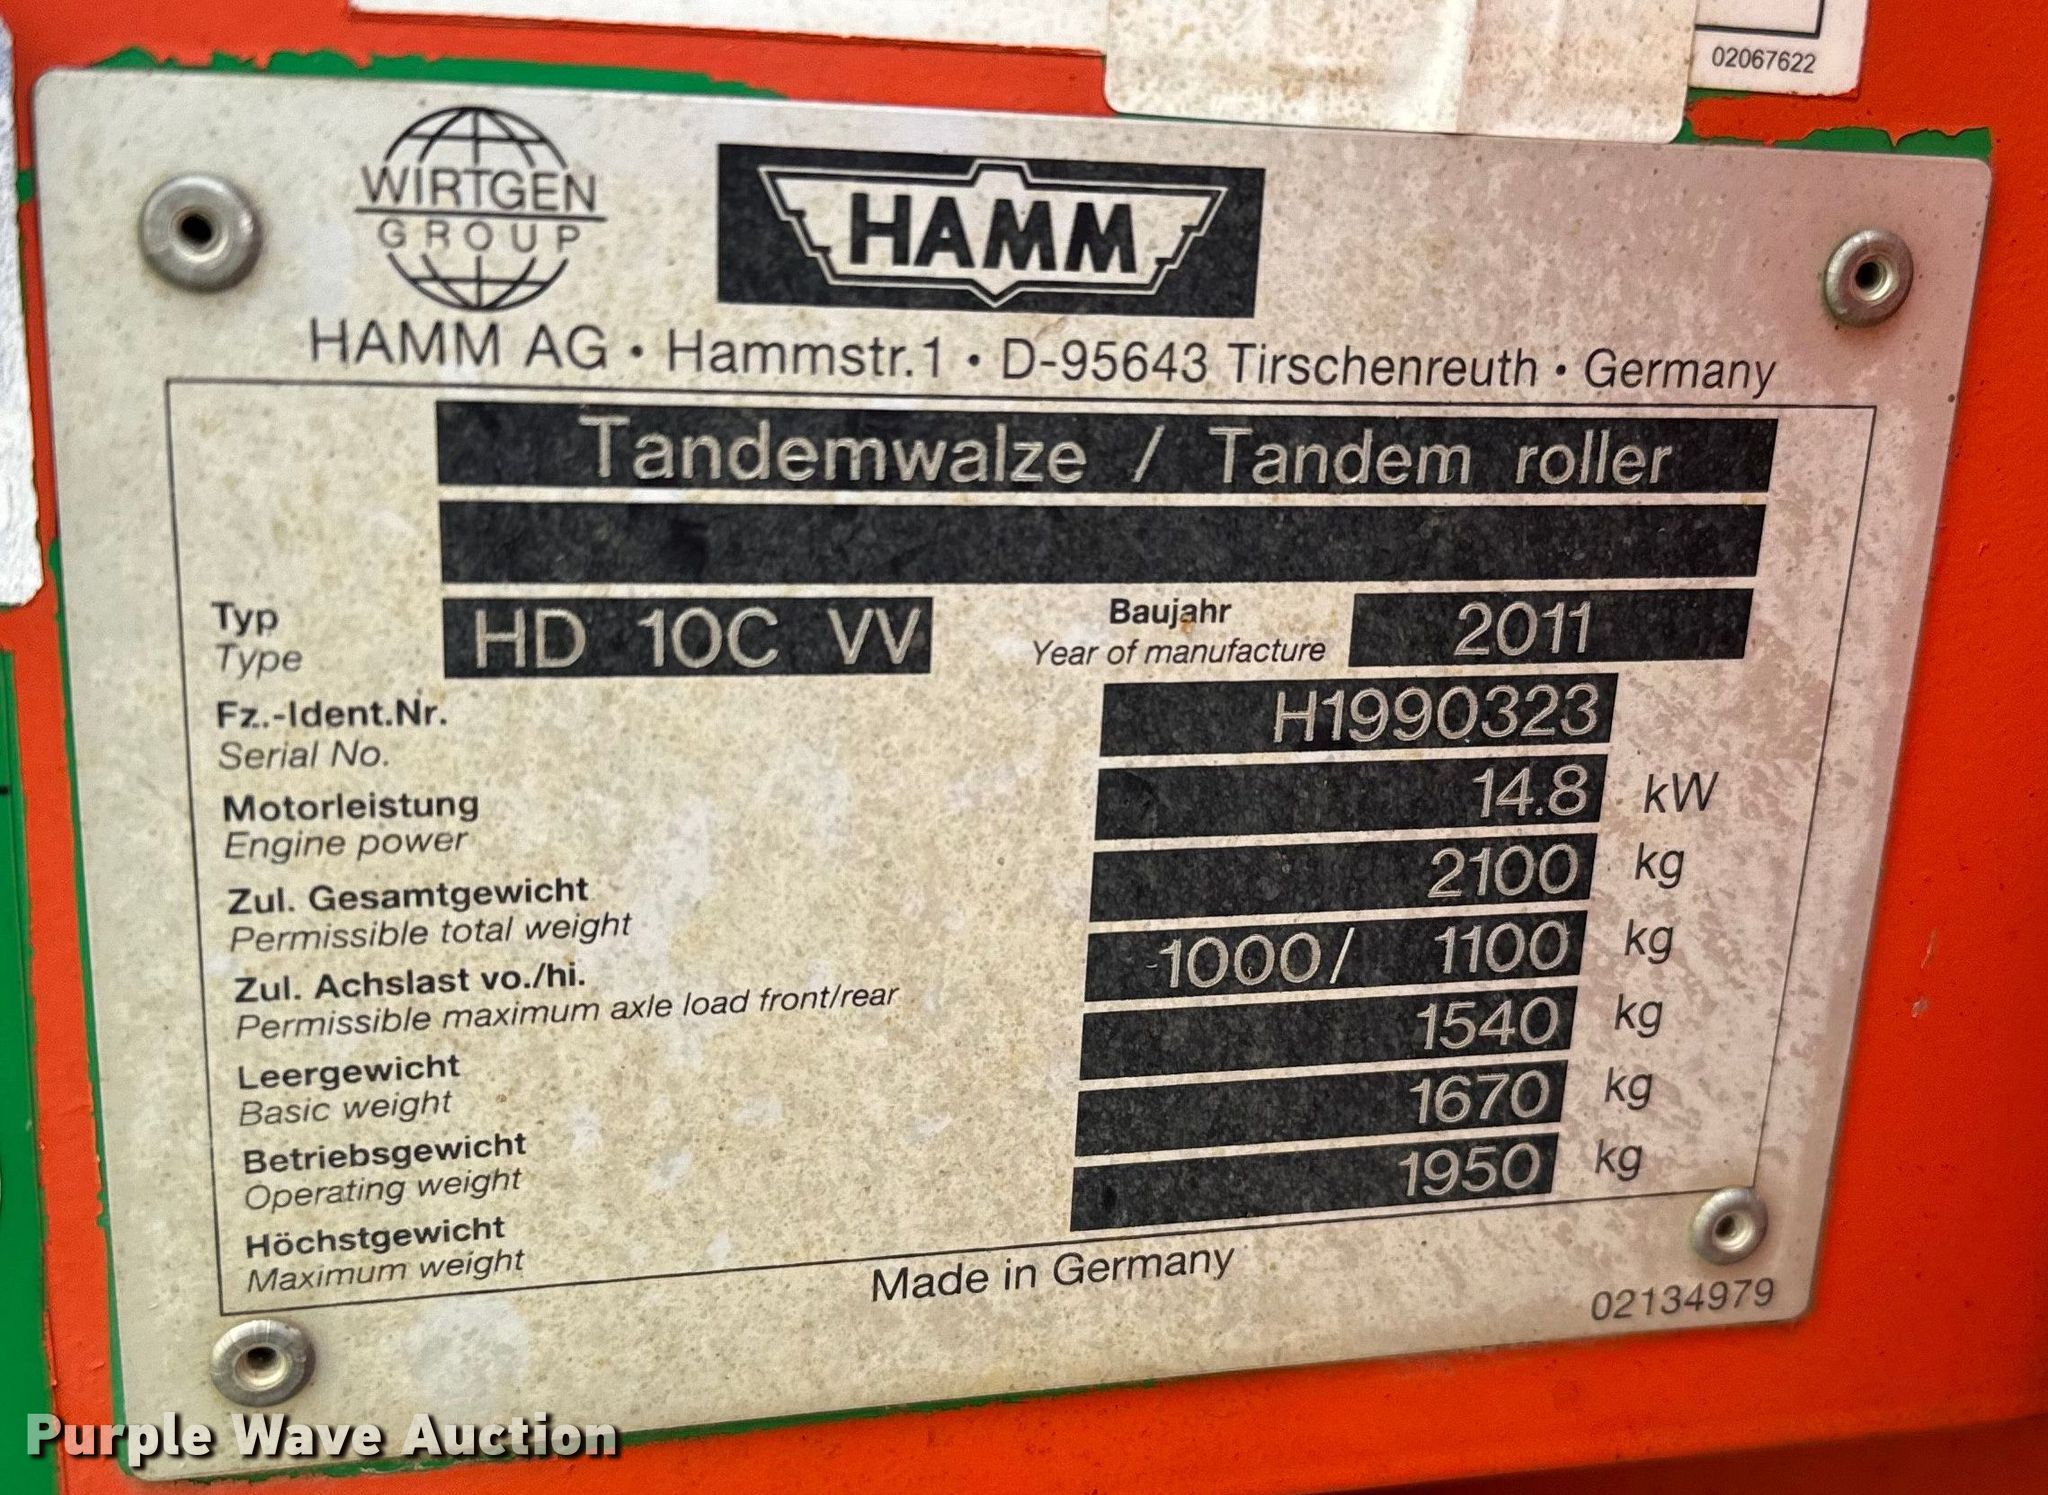 02067622
WIRTGEN
GROUP
HAMM
HAMM AG · Hammstr.1 · D-95643 Tirschenreuth · Germany
Tandemwalze / Tandem roller
Typ
Type
HD 10C VV
Baujahr
Year of manufacture
2011
Fz.-Ident.Nr.
Serial No.
H1990323
Motorleistung
Engine power
14.8 kW
Zul. Gesamtgewicht
Permissible total weight
2100 kg
Zul. Achslast vo./hi.
Permissible maximum axle load front/rear
1000/ 1100 kg
Leergewicht
Basic weight
1540 kg
Betriebsgewicht
Operating weight
1670 kg
Höchstgewicht
Maximum weight
1950 kg
Made in Germany
02134979
Purple Wave Auction